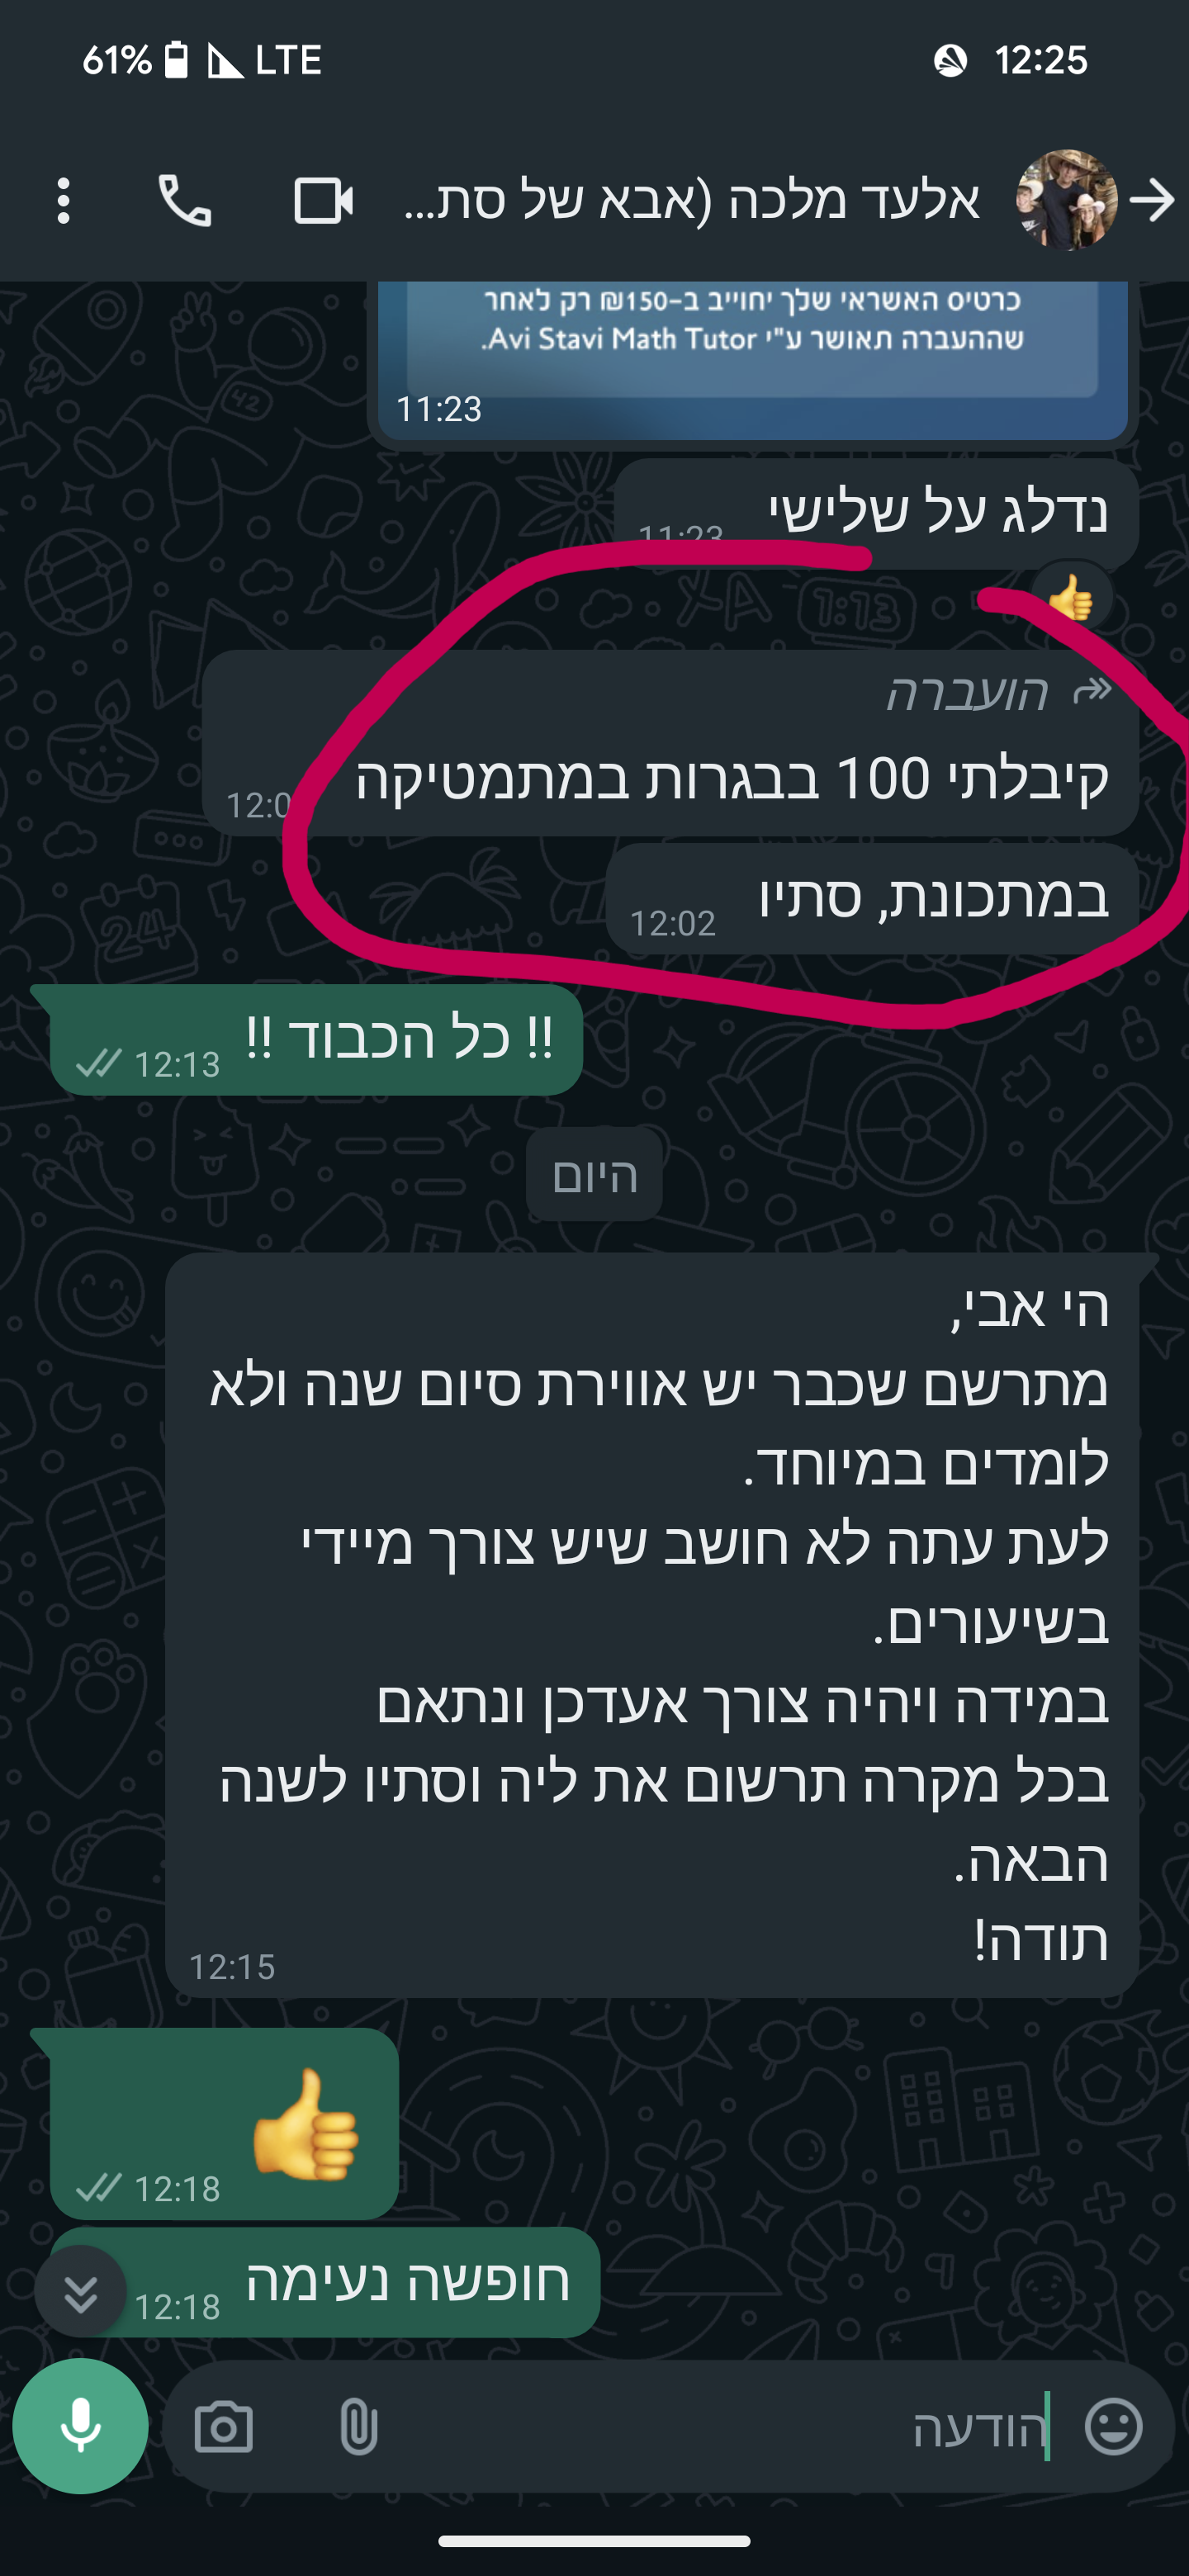 61% LTE 12:25
אלעד מלכה (אבא של סת...
כרטיס האשראי שלך יחוייב ב-150₪ רק לאחר
שההעברה תאושר ע"י Avi Stavi Math Tutor.
11:23
נדלג על שלישי
11:23
הועברה
קיבלתי 100 בבגרות במתמטיקה
במתכונת, סתיו
12:02
!! כל הכבוד !!
12:13
היום
הי אבי,
מתרשם שכבר יש אווירת סיום שנה ולא
לומדים במיוחד.
לעת עתה לא חושב שיש צורך מיידי
בשיעורים.
במידה ויהיה צורך אעדכן ונתאם
בכל מקרה תרשום את ליה וסתיו לשנה
הבאה.
תודה!
12:15
12:18
חופשה נעימה
12:18
הודעה